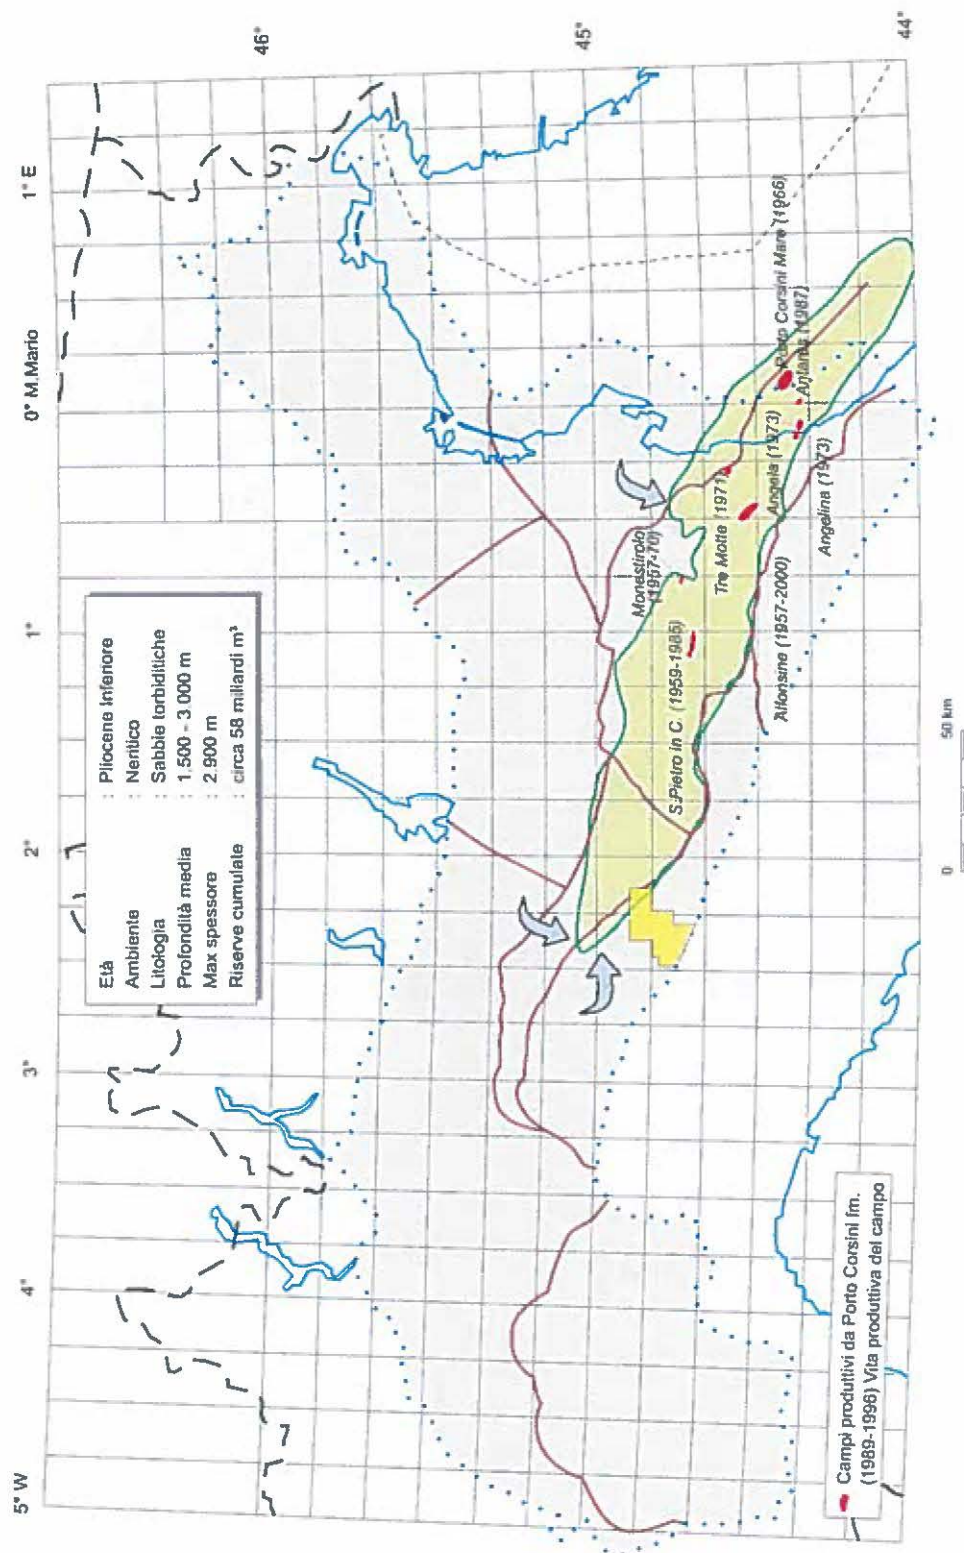 5° W
4°
3°
2°
1°
0° M.Mario
1° E
46°
45°
44°
Età : Pliocene Inferiore
Ambiente : Neritico
Litologia : Sabbie torbiditiche
Profondità media : 1.500 - 3.000 m
Max spessore : 2.900 m
Riserve cumulate : circa 58 miliardi m³
Monestirolo
(1957-70)
S.Pietro in C. (1959-1985)
Tre Motte (1971)
Alfonsine (1957-2000)
Angela (1973)
Angelina (1973)
Porto Corsini Mare (1966)
Antares (1987)
Campi produttivi da Porto Corsini fm.
(1989-1996) Vita produttiva del campo
0
50 km